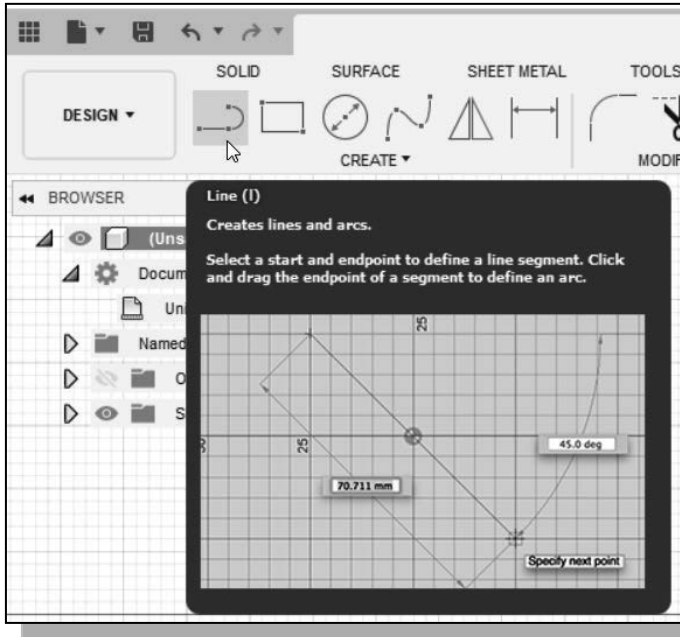 SOLID SURFACE SHEET METAL TOOLS
DESIGN
CREATE MODIF
BROWSER
(Uns
Docum
Uni
Named
O
S
Line (l)
Creates lines and arcs.
Select a start and endpoint to define a line segment. Click
and drag the endpoint of a segment to define an arc.
25
25
45.0 deg
70.711 mm
Specify next point